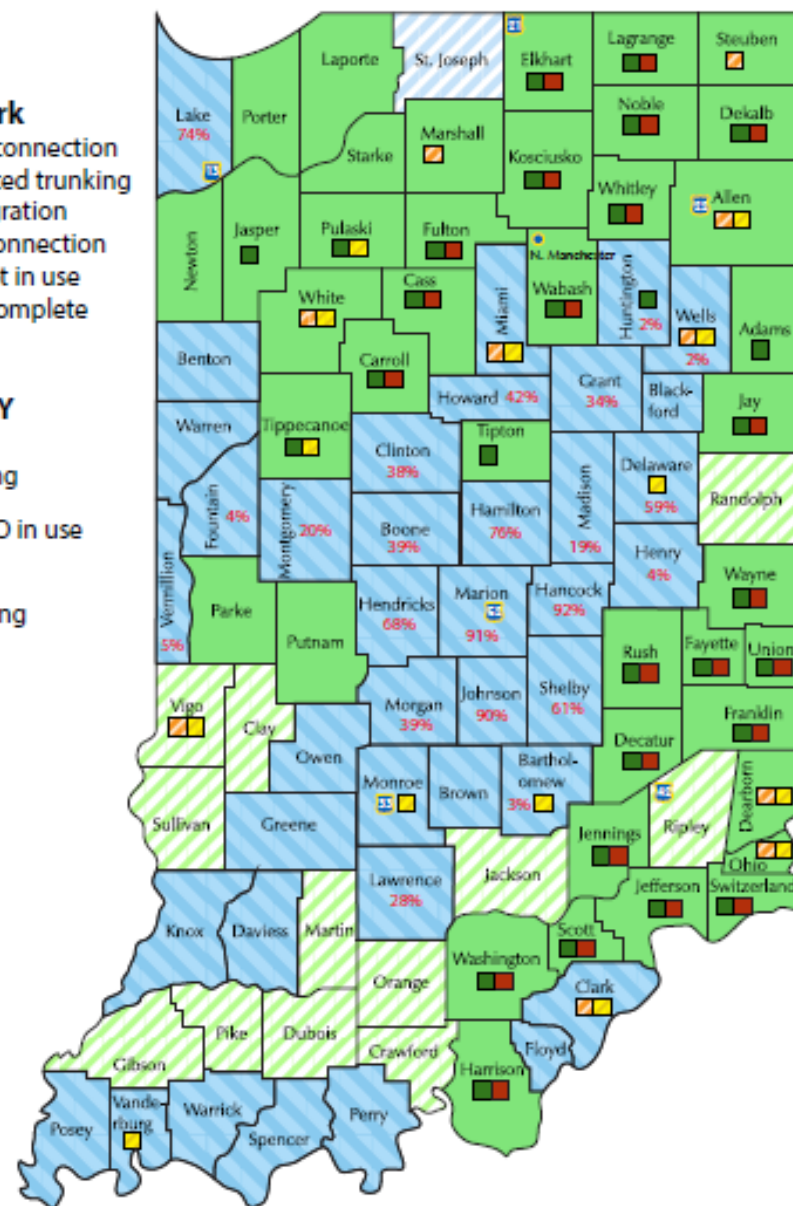 rk
connection
ted trunking
gration
connection
t in use
omplete
Y
ng
D in use
ng
Laporte
St. Joseph
Elkhart
Lagrange
Steuben
Lake
74%
Porter
Noble
Dekalb
Marshall
Starke
Kosciusko
Whitley
Allen
Newton
Jasper
Pulaski
Fulton
N. Manchester
Wabash
Huntington
2%
White
Cass
Miami
Wells
2%
Adams
Benton
Carroll
Howard 42%
Grant
34%
Black-
ford
Jay
Warren
Tippecanoe
Clinton
38%
Tipton
Madison
19%
Delaware
59%
Randolph
Fountain
4%
Montgomery
20%
Boone
39%
Hamilton
76%
Henry
4%
Vermillion
5%
Parke
Putnam
Hendricks
68%
Marion
91%
Hancock
92%
Wayne
Rush
Fayette
Union
Vigo
Clay
Morgan
39%
Johnson
90%
Shelby
61%
Franklin
Owen
Decatur
Monroe
Brown
Barthol-
omew
3%
Dearborn
Sullivan
Greene
Jennings
Ripley
Ohio
Lawrence
28%
Jackson
Jefferson
Switzerland
Knox
Daviess
Martin
Scott
Washington
Orange
Clark
Gibson
Pike
Dubois
Crawford
Floyd
Harrison
Posey
Vande-
rburg
Warrick
Spencer
Perry